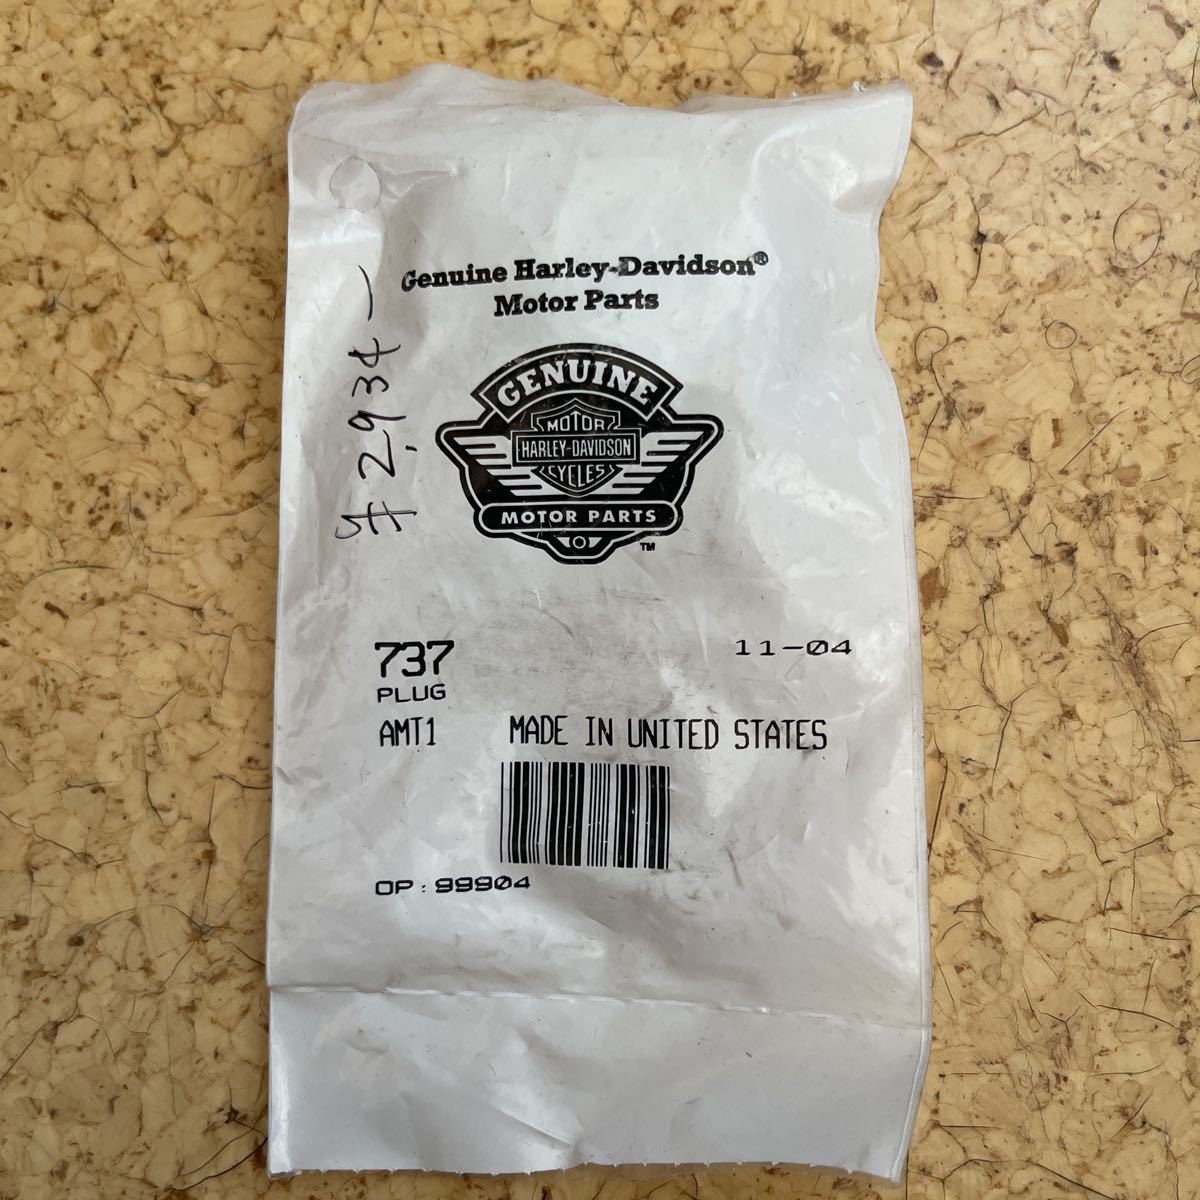 Genuine Harley-Davidson®
Motor Parts
GENUINE
MOTOR
HARLEY-DAVIDSON
CYCLES
MOTOR PARTS
TM
¥2,934-
737
11-04
PLUG
AMT1 MADE IN UNITED STATES
OP: 99904